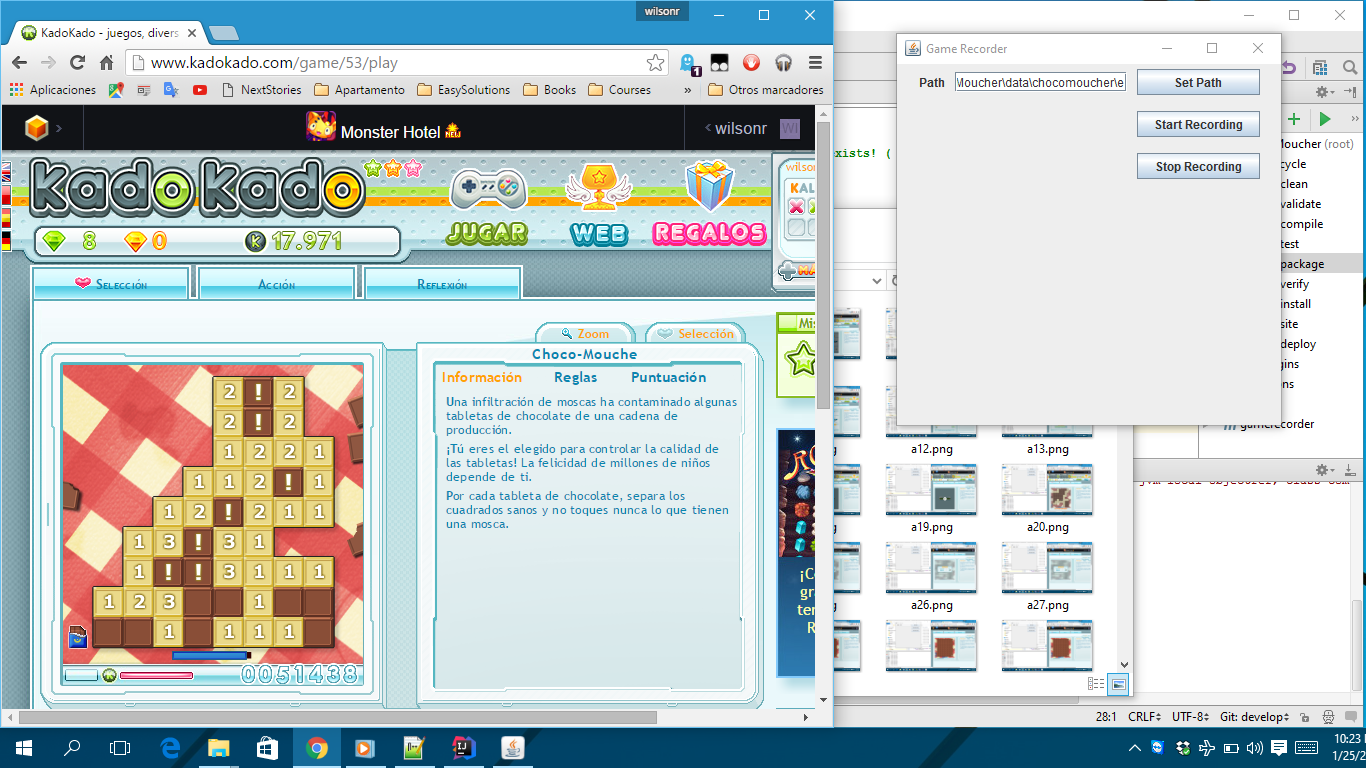 wilsonr
KadoKado - juegos, divers
www.kadokado.com/game/53/play
1
Aplicaciones
NextStories
Apartamento
EasySolutions
Books
Courses
»
Otros marcadores
Monster Hotel NEW
wilsonr
WI
KadoKado
JUGAR
WEB
REGALOS
8
0
K 17.971
Selección
Acción
Reflexión
Zoom
Selección
Choco-Mouche
Información Reglas Puntuación
Una infiltración de moscas ha contaminado algunas
tabletas de chocolate de una cadena de
producción.
¡Tú eres el elegido para controlar la calidad de
las tabletas! La felicidad de millones de niños
depende de ti.
Por cada tableta de chocolate, separa los
cuadrados sanos y no toques nunca lo que tienen
una mosca.
2 ! 2
2 ! 2
1 2 2 1
1 1 2 ! 1
1 2 ! 2 1 1
1 3 ! 3 1
1 ! ! 3 1 1 1
1 2 3 1
1 1 1 1
0051438
Game Recorder
Path
Moucher\data\chocomoucher\e
Set Path
Start Recording
Stop Recording
xists! (
Moucher (root)
cycle
clean
validate
compile
test
package
verify
install
site
deploy
gins
ns
gamerecorder
a12.png
a13.png
a19.png
a20.png
a26.png
a27.png
28:1 CRLF UTF-8 Git: develop
10:23
1/25/2